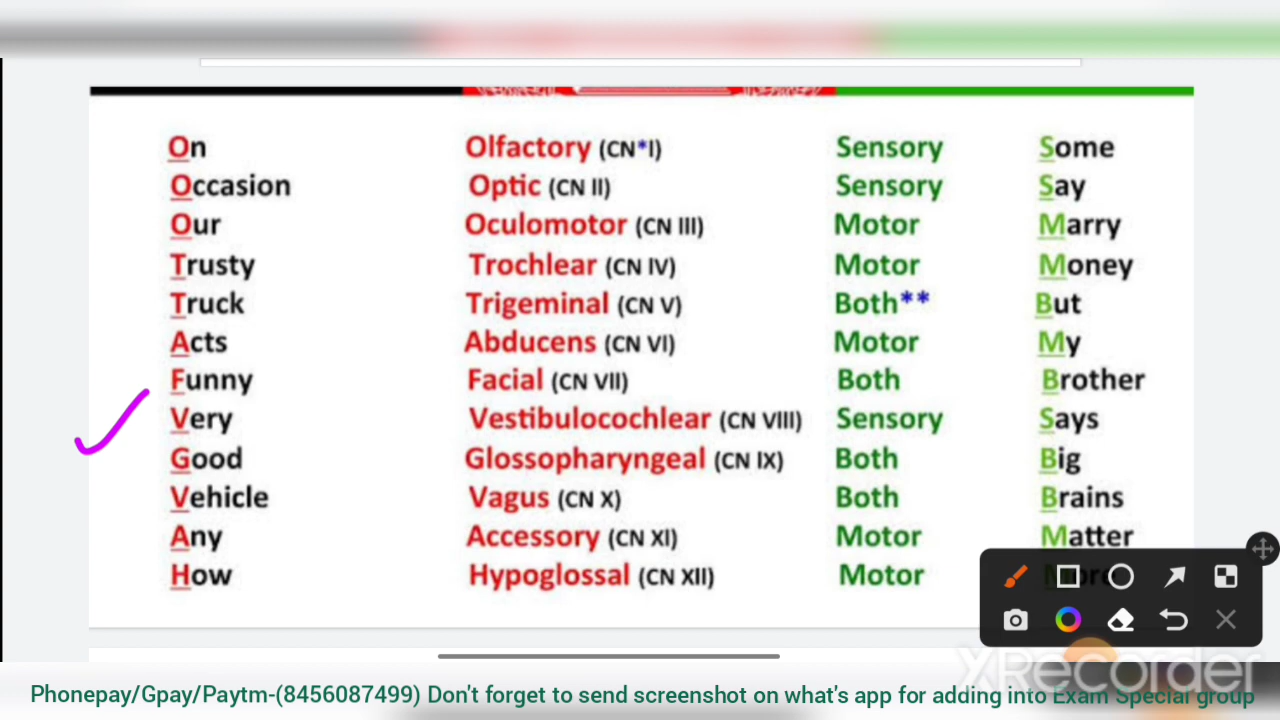 On Olfactory (CN*I) Sensory Some
Occasion Optic (CN II) Sensory Say
Our Oculomotor (CN III) Motor Marry
Trusty Trochlear (CN IV) Motor Money
Truck Trigeminal (CN V) Both** But
Acts Abducens (CN VI) Motor My
Funny Facial (CN VII) Both Brother
Very Vestibulocochlear (CN VIII) Sensory Says
Good Glossopharyngeal (CN IX) Both Big
Vehicle Vagus (CN X) Both Brains
Any Accessory (CN XI) Motor Matter
How Hypoglossal (CN XII) Motor
XRecorder
Phonepay/Gpay/Paytm-(8456087499) Don't forget to send screenshot on what's app for adding into Exam Special group